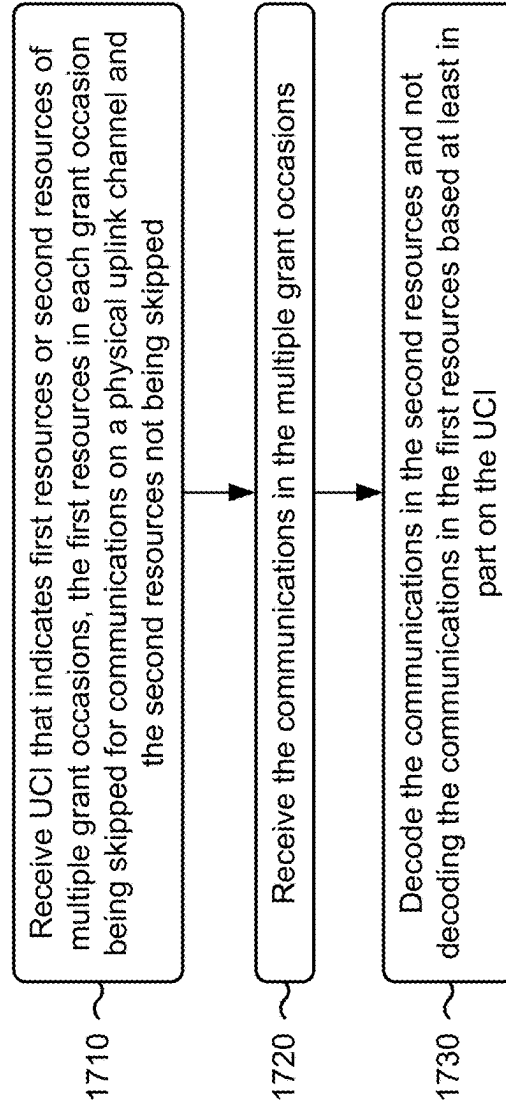 1710
Receive UCI that indicates first resources or second resources of
multiple grant occasions, the first resources in each grant occasion
being skipped for communications on a physical uplink channel and
the second resources not being skipped
1720
Receive the communications in the multiple grant occasions
1730
Decode the communications in the second resources and not
decoding the communications in the first resources based at least in
part on the UCI